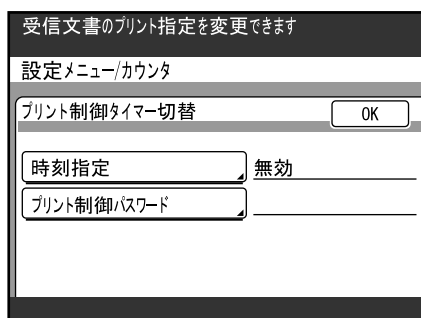 受信文書のプリント指定を変更できます
設定メニュー/カウンタ
プリント制御タイマー切替 OK
時刻指定 無効
プリント制御パスワード